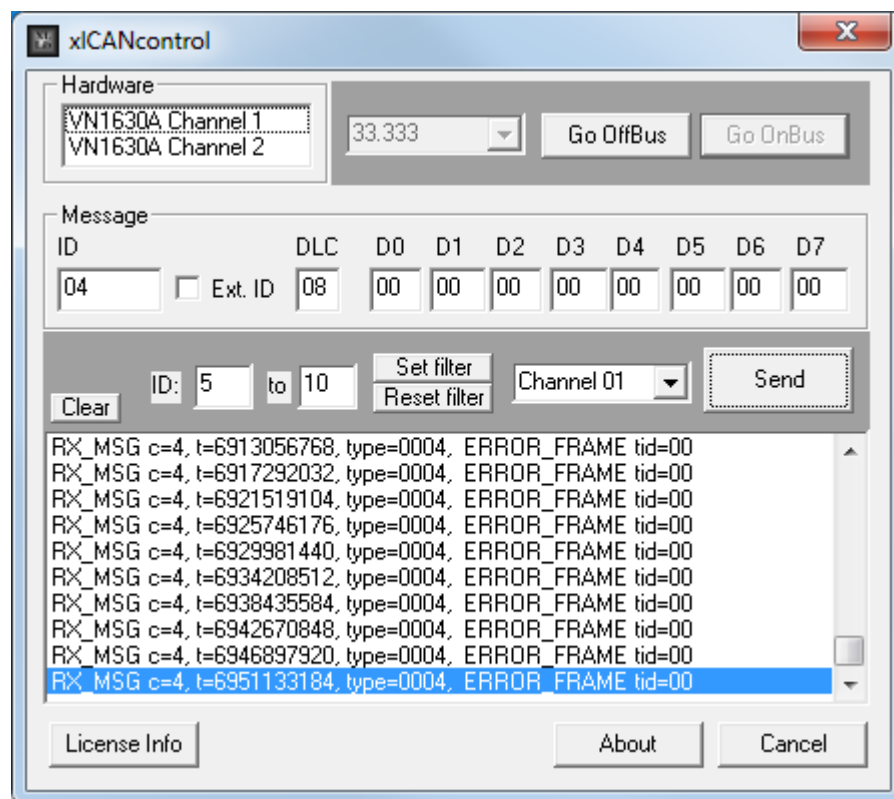 xlCANcontrol
Hardware
VN1630A Channel 1
VN1630A Channel 2
33.333
Go OffBus
Go OnBus
Message
ID DLC D0 D1 D2 D3 D4 D5 D6 D7
04 Ext. ID 08 00 00 00 00 00 00 00 00
Clear
ID: 5 to 10
Set filter
Reset filter
Channel 01
Send
RX_MSG c=4, t=6913056768, type=0004, ERROR_FRAME tid=00
RX_MSG c=4, t=6917292032, type=0004, ERROR_FRAME tid=00
RX_MSG c=4, t=6921519104, type=0004, ERROR_FRAME tid=00
RX_MSG c=4, t=6925746176, type=0004, ERROR_FRAME tid=00
RX_MSG c=4, t=6929981440, type=0004, ERROR_FRAME tid=00
RX_MSG c=4, t=6934208512, type=0004, ERROR_FRAME tid=00
RX_MSG c=4, t=6938435584, type=0004, ERROR_FRAME tid=00
RX_MSG c=4, t=6942670848, type=0004, ERROR_FRAME tid=00
RX_MSG c=4, t=6946897920, type=0004, ERROR_FRAME tid=00
RX_MSG c=4, t=6951133184, type=0004, ERROR_FRAME tid=00
License Info
About
Cancel